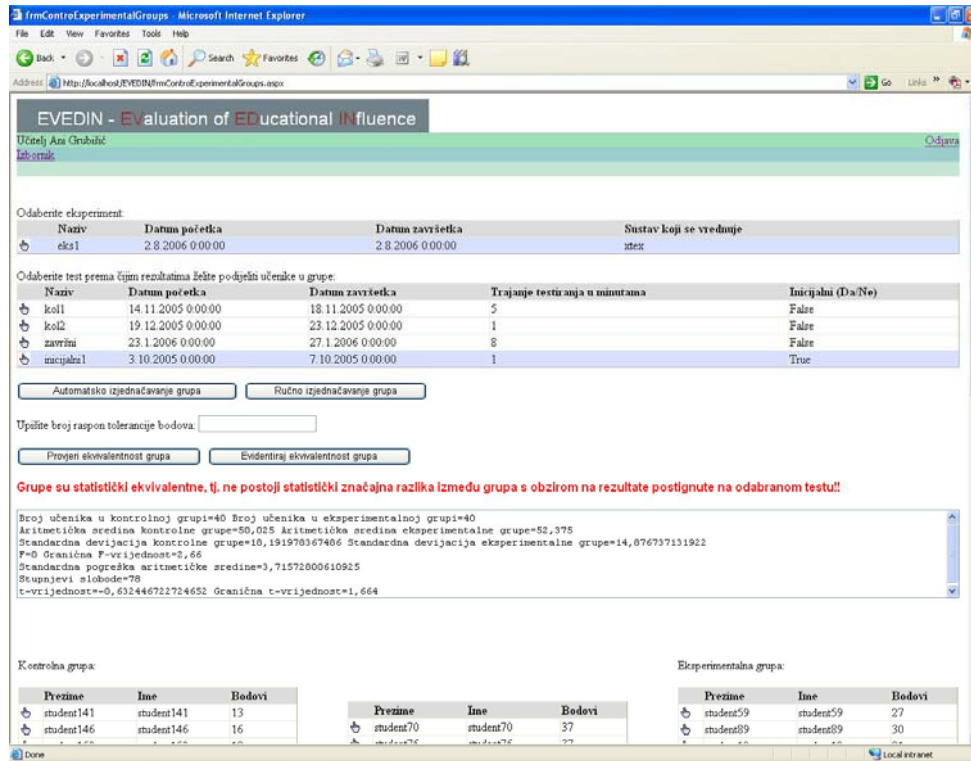 frmControExperimentalGroups - Microsoft Internet Explorer
File Edit View Favorites Tools Help
Back Search Favorites
Address http://localhost/EVEDIN/frmControExperimentalGroups.aspx Go Links »
EVEDIN - EValuation of EDucational INfluence
Učitelj Ani Grubišić Odjava
Izbornik
Odaberite eksperiment:
Naziv Datum početka Datum završetka Sustav koji se vrednuje
eks1 2.8.2006 0:00:00 2.8.2006 0:00:00 xtex
Odaberite test prema čijim rezultatima želite podijeliti učenike u grupe:
Naziv Datum početka Datum završetka Trajanje testiranja u minutama Inicijalni (Da/Ne)
kol1 14.11.2005 0:00:00 18.11.2005 0:00:00 5 False
kol2 19.12.2005 0:00:00 23.12.2005 0:00:00 1 False
završni 23.1.2006 0:00:00 27.1.2006 0:00:00 8 False
inicijalni1 3.10.2005 0:00:00 7.10.2005 0:00:00 1 True
Automatsko izjednačavanje grupa Ručno izjednačavanje grupa
Upišite broj raspon tolerancije bodova:
Provjeri ekvivalentnost grupa Evidentiraj ekvivalentnost grupa
Grupe su statistički ekvivalentne, tj. ne postoji statistički značajna razlika između grupa s obzirom na rezultate postignute na odabranom testu!!
Broj učenika u kontrolnoj grupi=40 Broj učenika u eksperimentalnoj grupi=40
Aritmetička sredina kontrolne grupe=50,025 Aritmetička sredina eksperimentalne grupe=52,375
Standardna devijacija kontrolne grupe=18,191978367486 Standardna devijacija eksperimentalne grupe=14,876737131922
F=0 Granična F-vrijednost=2,66
Standardna pogreška aritmetičke sredine=3,71572800610925
Stupnjevi slobode=78
t-vrijednost=-0,632446722724652 Granična t-vrijednost=1,664
Kontrolna grupa: Eksperimentalna grupa:
Prezime Ime Bodovi Prezime Ime Bodovi
student141 student141 13 Prezime Ime Bodovi student59 student59 27
student146 student146 16 student70 student70 37 student89 student89 30
Done Local intranet